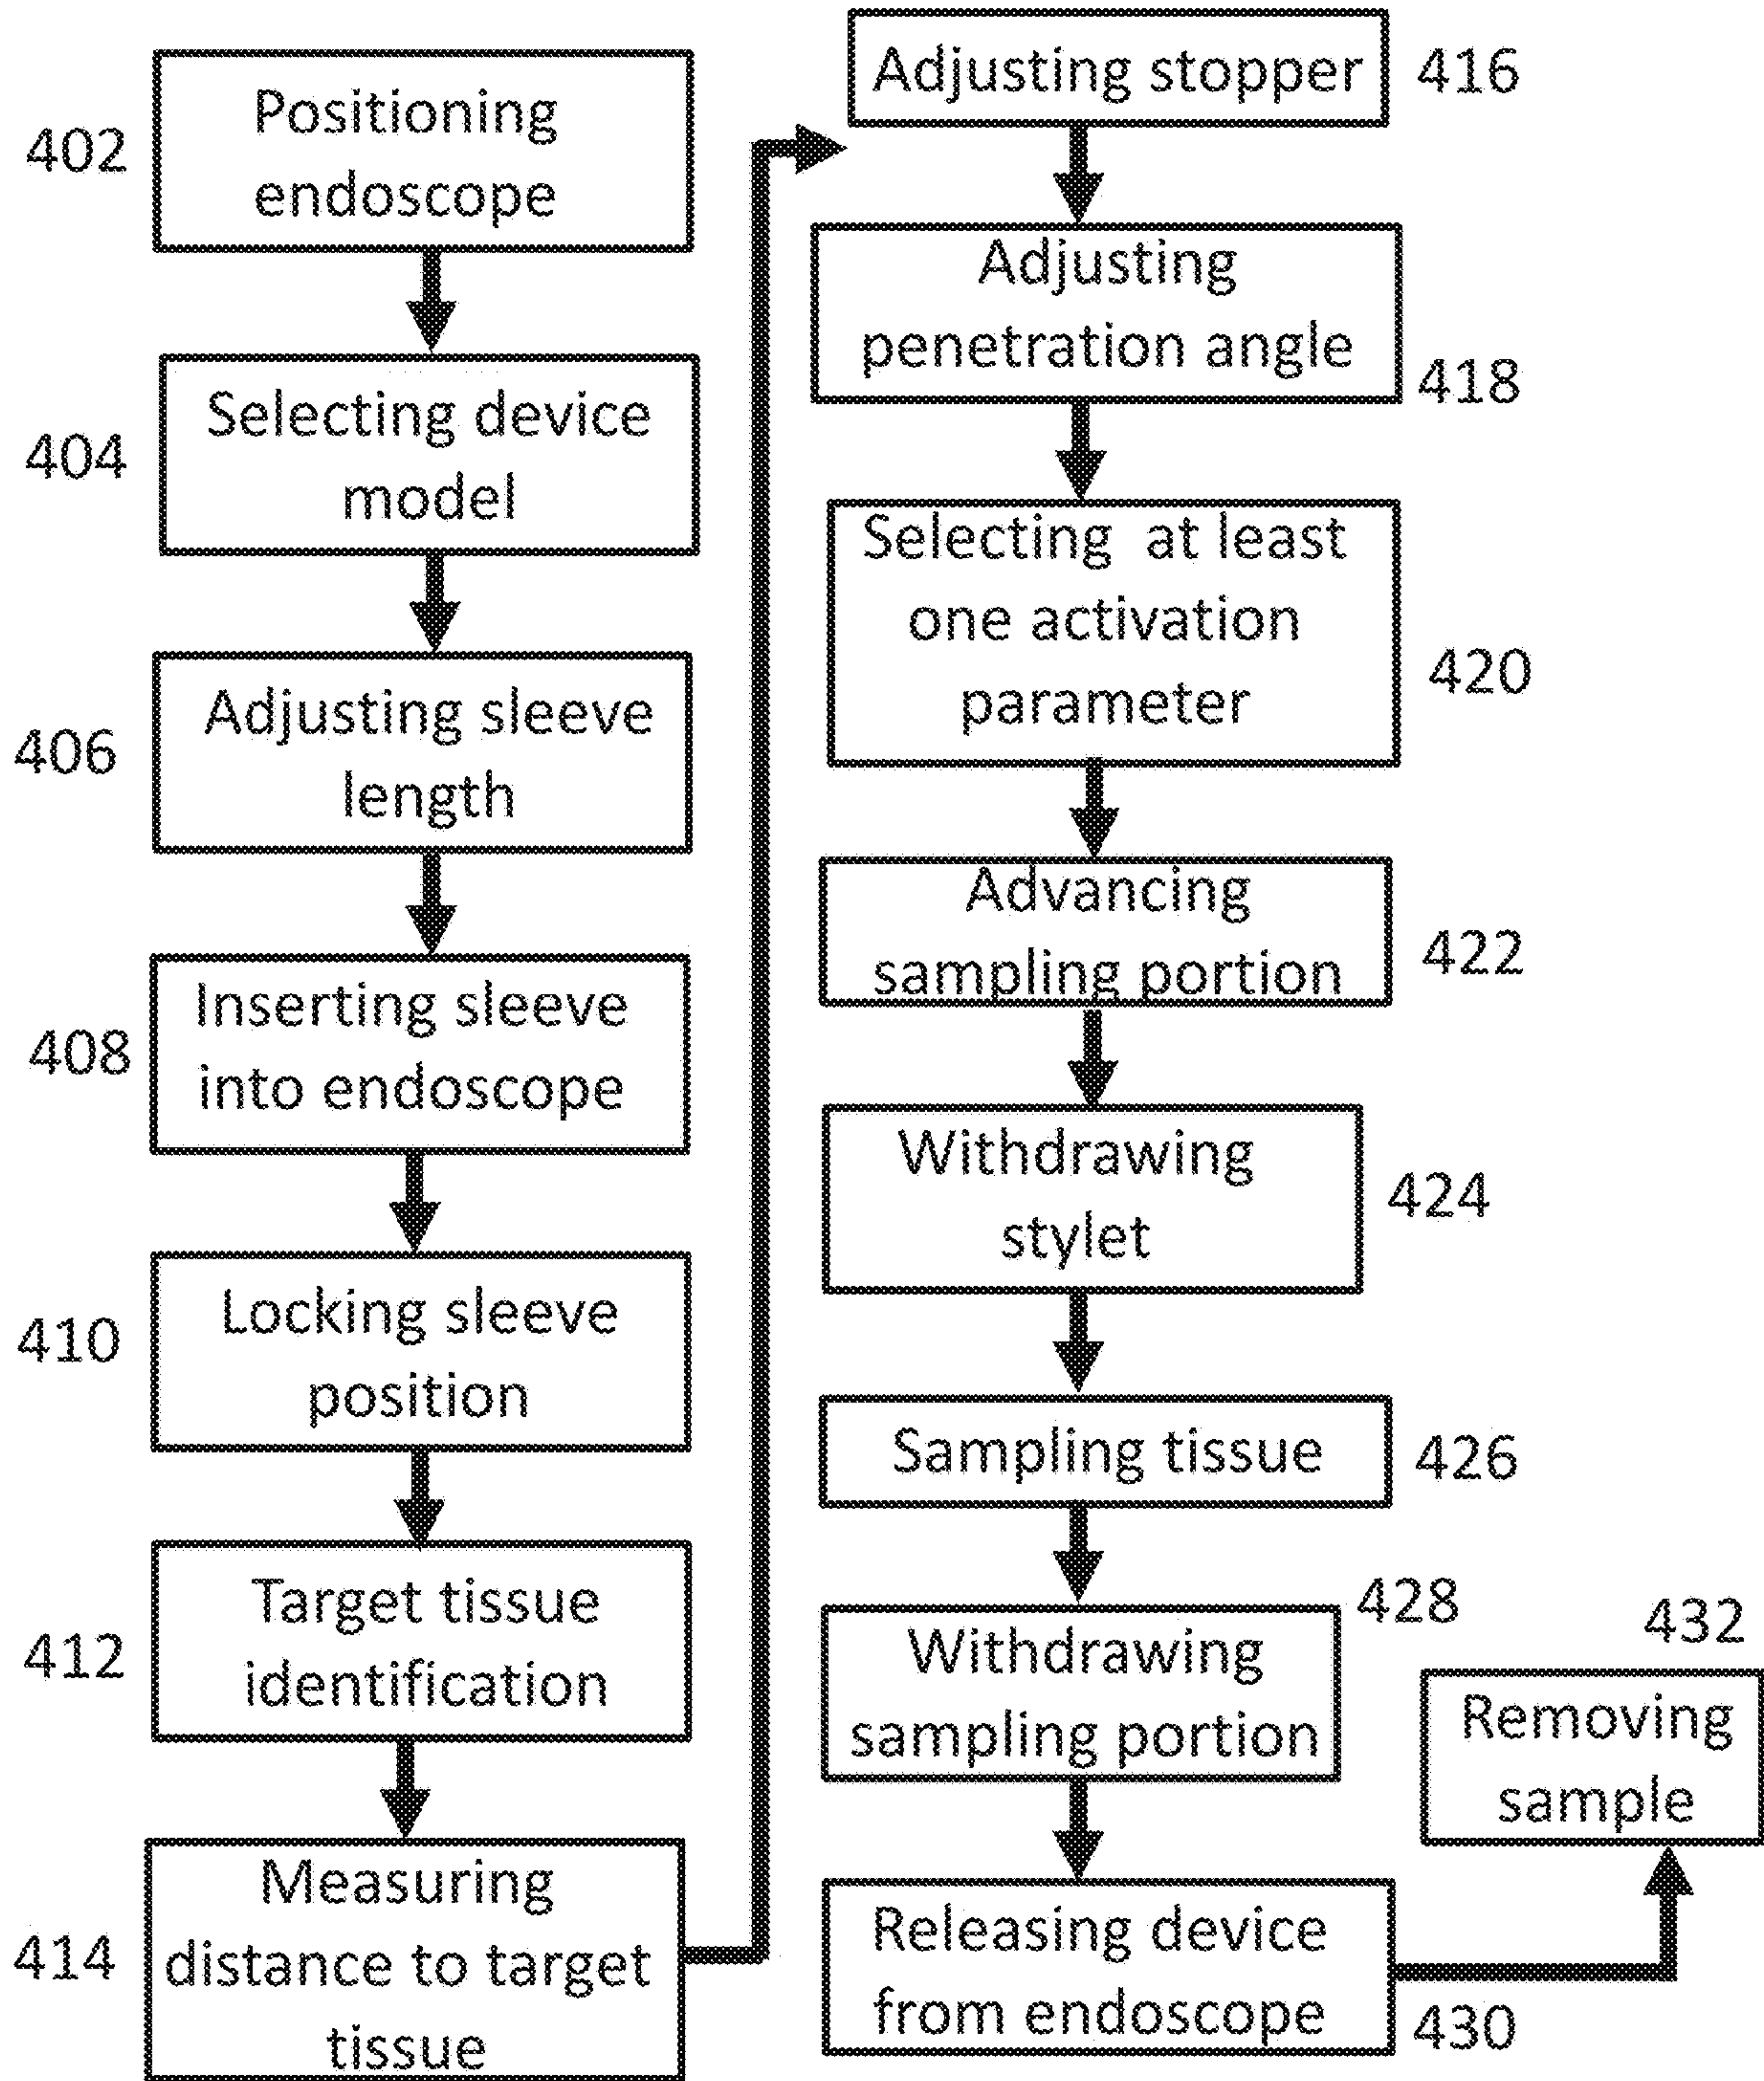 402
Positioning
endoscope
404
Selecting device
model
406
Adjusting sleeve
length
408
Inserting sleeve
into endoscope
410
Locking sleeve
position
412
Target tissue
identification
414
Measuring
distance to target
tissue
Adjusting stopper
416
Adjusting
penetration angle
418
Selecting at least
one activation
parameter
420
Advancing
sampling portion
422
Withdrawing
stylet
424
Sampling tissue
426
Withdrawing
sampling portion
428
Releasing device
from endoscope
430
432
Removing
sample